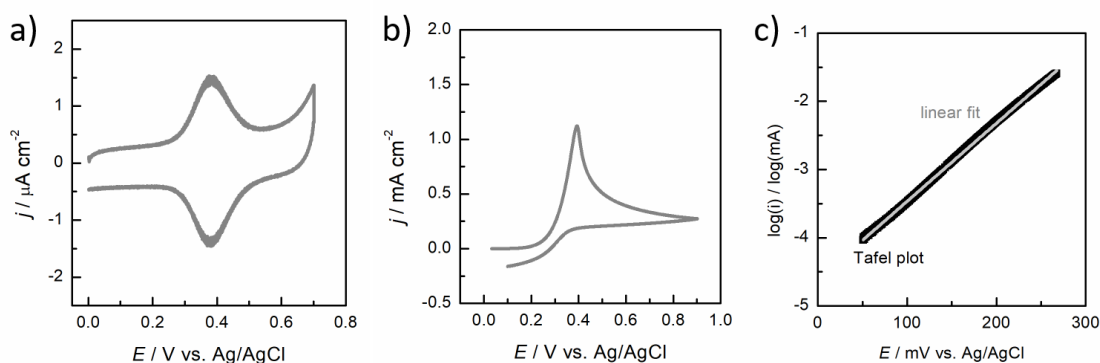 a)
2
1
0
-1
-2
j / μA cm-2
0.0 0.2 0.4 0.6 0.8
E / V vs. Ag/AgCl
b)
2.0
1.5
1.0
0.5
0.0
-0.5
j / mA cm-2
0.0 0.2 0.4 0.6 0.8 1.0
E / V vs. Ag/AgCl
c)
-1
-2
-3
-4
-5
log(i) / log(mA)
linear fit
Tafel plot
0 100 200 300
E / mV vs. Ag/AgCl